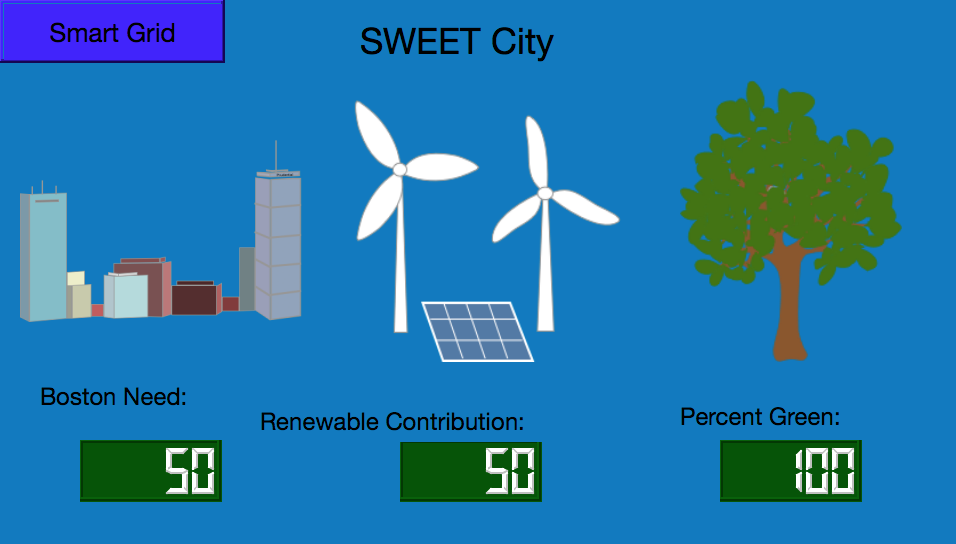 Smart Grid
SWEET City
Boston Need:
Renewable Contribution:
Percent Green:
50
50
100